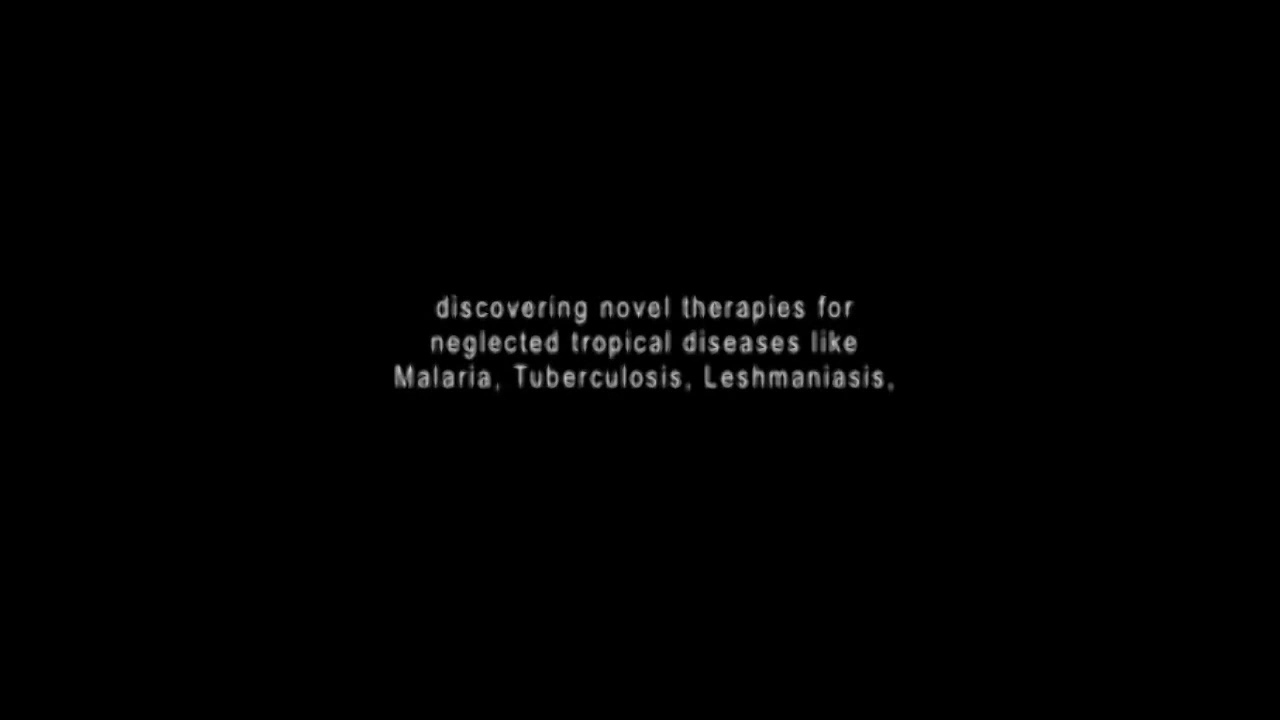 discovering novel therapies for
neglected tropical diseases like
Malaria, Tuberculosis, Leshmaniasis,